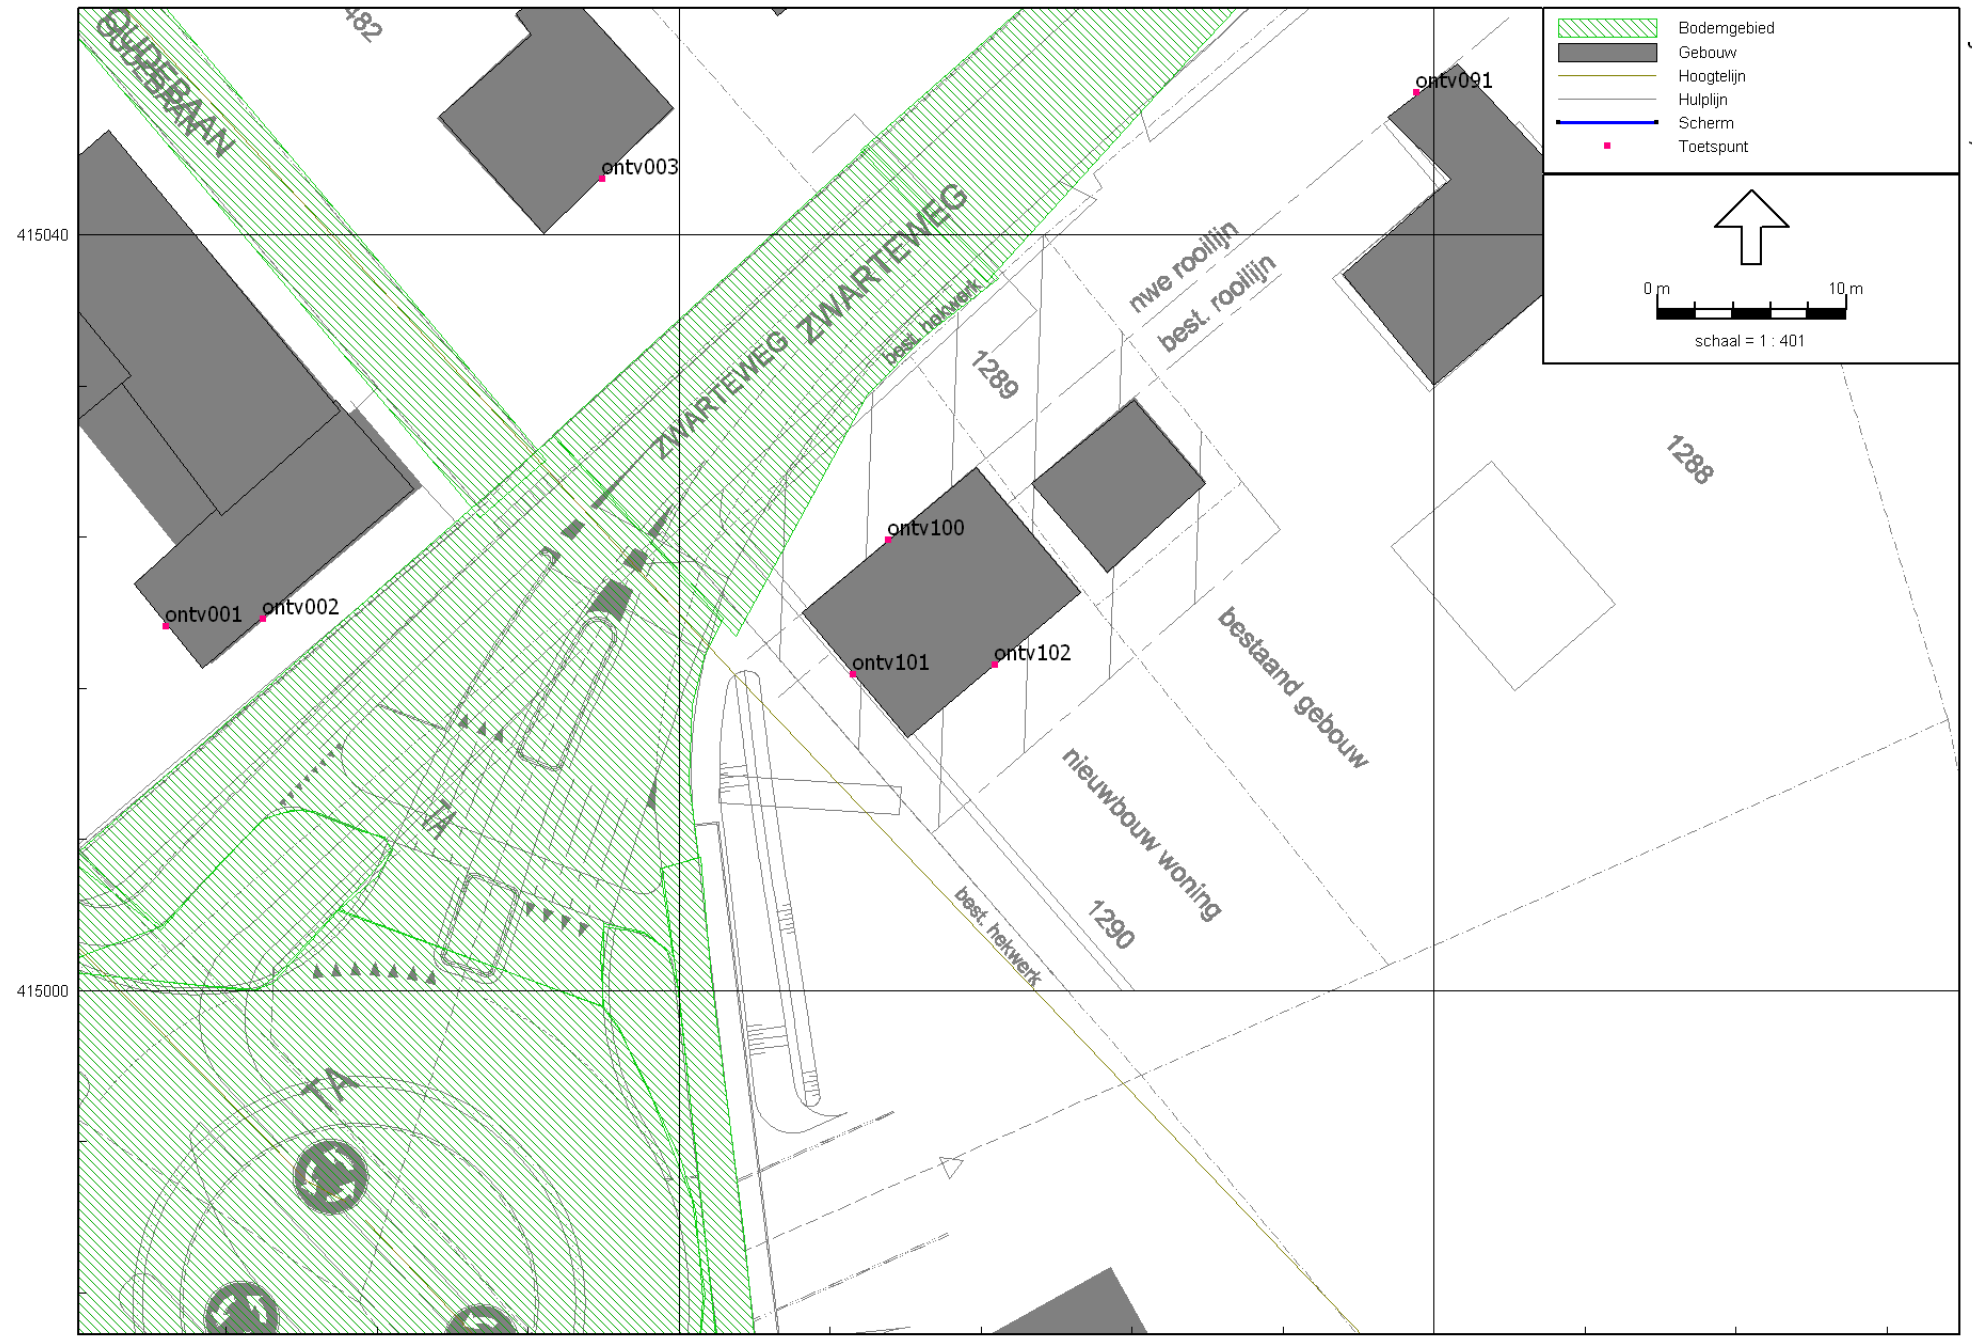 OUDEBAAN
OUDEBAAN
482
Bodemgebied
Gebouw
Hoogtelijn
Hulplijn
Scherm
Toetspunt
ontv091
ontv003
ZWARTEWEG
415040
nwe rooilijn
best. rooilijn
0 m
10 m
schaal = 1 : 401
best. hekwerk
ZWARTEWEG
1289
1288
ontv100
ontv001
ontv002
ontv101
ontv102
bestaand gebouw
nieuwbouw woning
TA
best. hekwerk
1290
415000
TA